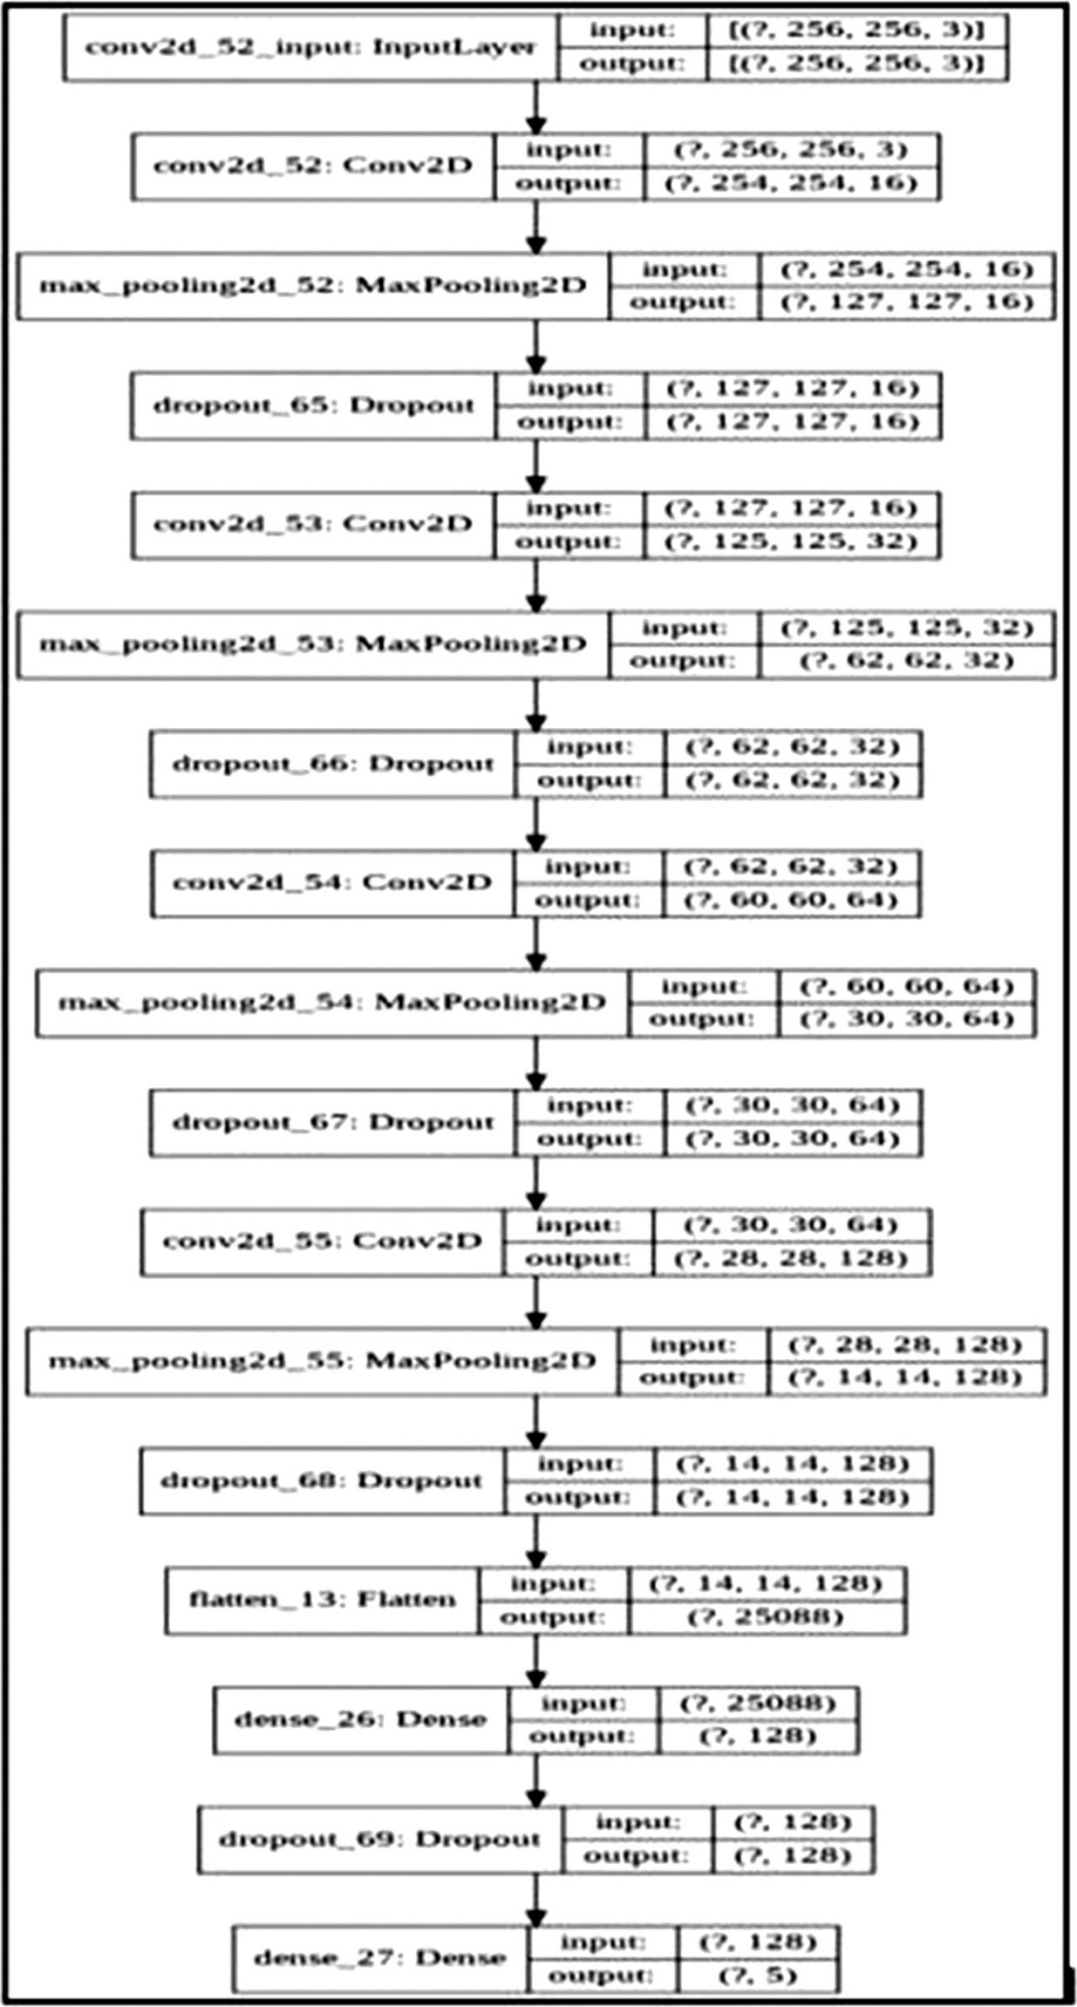 conv2d_52_input: InputLayer
input: [(?, 256, 256, 3)]
output: [(?, 256, 256, 3)]
conv2d_52: Conv2D
input: (?, 256, 256, 3)
output: (?, 254, 254, 16)
max_pooling2d_52: MaxPooling2D
input: (?, 254, 254, 16)
output: (?, 127, 127, 16)
dropout_65: Dropout
input: (?, 127, 127, 16)
output: (?, 127, 127, 16)
conv2d_53: Conv2D
input: (?, 127, 127, 16)
output: (?, 125, 125, 32)
max_pooling2d_53: MaxPooling2D
input: (?, 125, 125, 32)
output: (?, 62, 62, 32)
dropout_66: Dropout
input: (?, 62, 62, 32)
output: (?, 62, 62, 32)
conv2d_54: Conv2D
input: (?, 62, 62, 32)
output: (?, 60, 60, 64)
max_pooling2d_54: MaxPooling2D
input: (?, 60, 60, 64)
output: (?, 30, 30, 64)
dropout_67: Dropout
input: (?, 30, 30, 64)
output: (?, 30, 30, 64)
conv2d_55: Conv2D
input: (?, 30, 30, 64)
output: (?, 28, 28, 128)
max_pooling2d_55: MaxPooling2D
input: (?, 28, 28, 128)
output: (?, 14, 14, 128)
dropout_68: Dropout
input: (?, 14, 14, 128)
output: (?, 14, 14, 128)
flatten_13: Flatten
input: (?, 14, 14, 128)
output: (?, 25088)
dense_26: Dense
input: (?, 25088)
output: (?, 128)
dropout_69: Dropout
input: (?, 128)
output: (?, 128)
dense_27: Dense
input: (?, 128)
output: (?, 5)